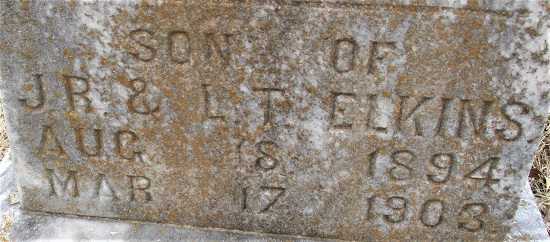 SON OF
J R & L. T. ELKINS
AUG 18 1894
MAR 17 1903